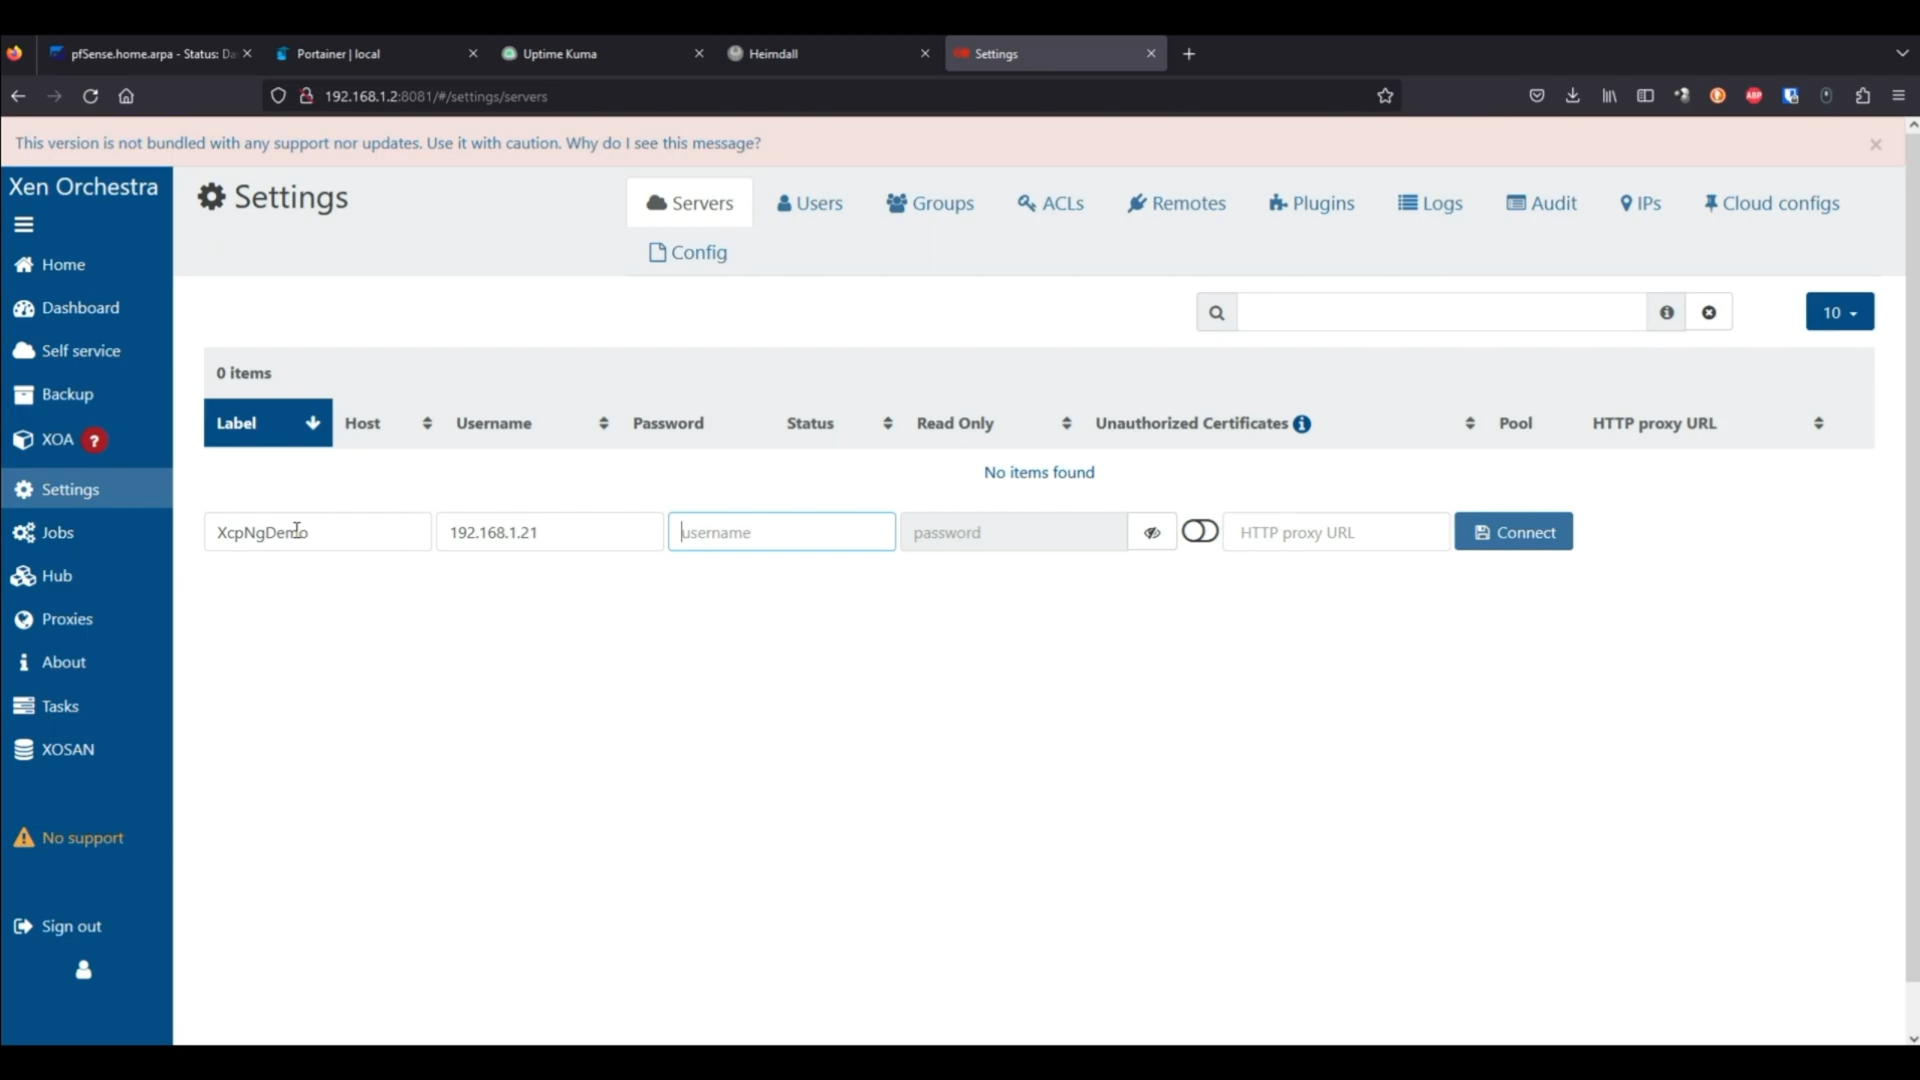 pfSense.home.arpa - Status: Da
Portainer | local
Uptime Kuma
Heimdall
Settings
192.168.1.2:8081/#/settings/servers
ABP
This version is not bundled with any support nor updates. Use it with caution. Why do I see this message?
Xen Orchestra
Home
Dashboard
Self service
Backup
XOA ?
Settings
Jobs
Hub
Proxies
About
Tasks
XOSAN
No support
Sign out
Settings
Servers
Users
Groups
ACLs
Remotes
Plugins
Logs
Audit
IPs
Cloud configs
Config
10
0 items
Label Host Username Password Status Read Only Unauthorized Certificates Pool HTTP proxy URL
No items found
XcpNgDemo 192.168.1.21 username password HTTP proxy URL Connect